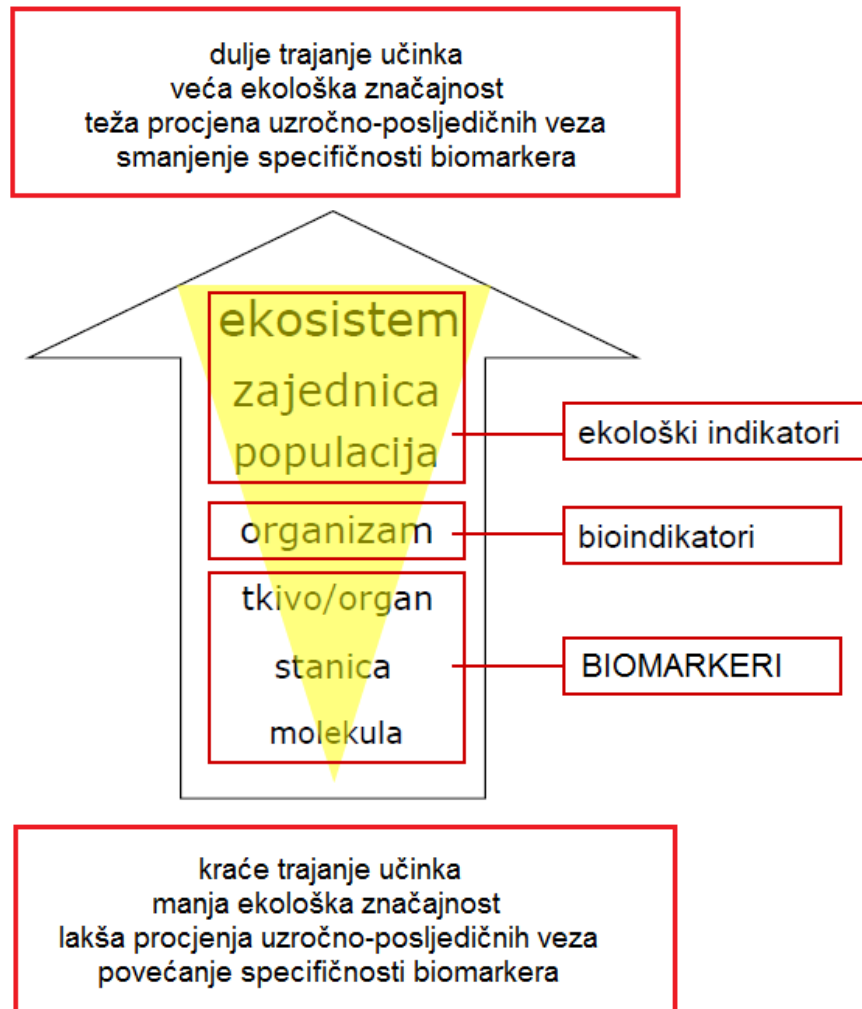 dulje trajanje učinka
veća ekološka značajnost
teža procjena uzročno-posljedičnih veza
smanjenje specifičnosti biomarkera
ekosistem
zajednica
populacija
ekološki indikatori
organizam
bioindikatori
tkivo/organ
stanica
BIOMARKERI
molekula
kraće trajanje učinka
manja ekološka značajnost
lakša procjenja uzročno-posljedičnih veza
povećanje specifičnosti biomarkera